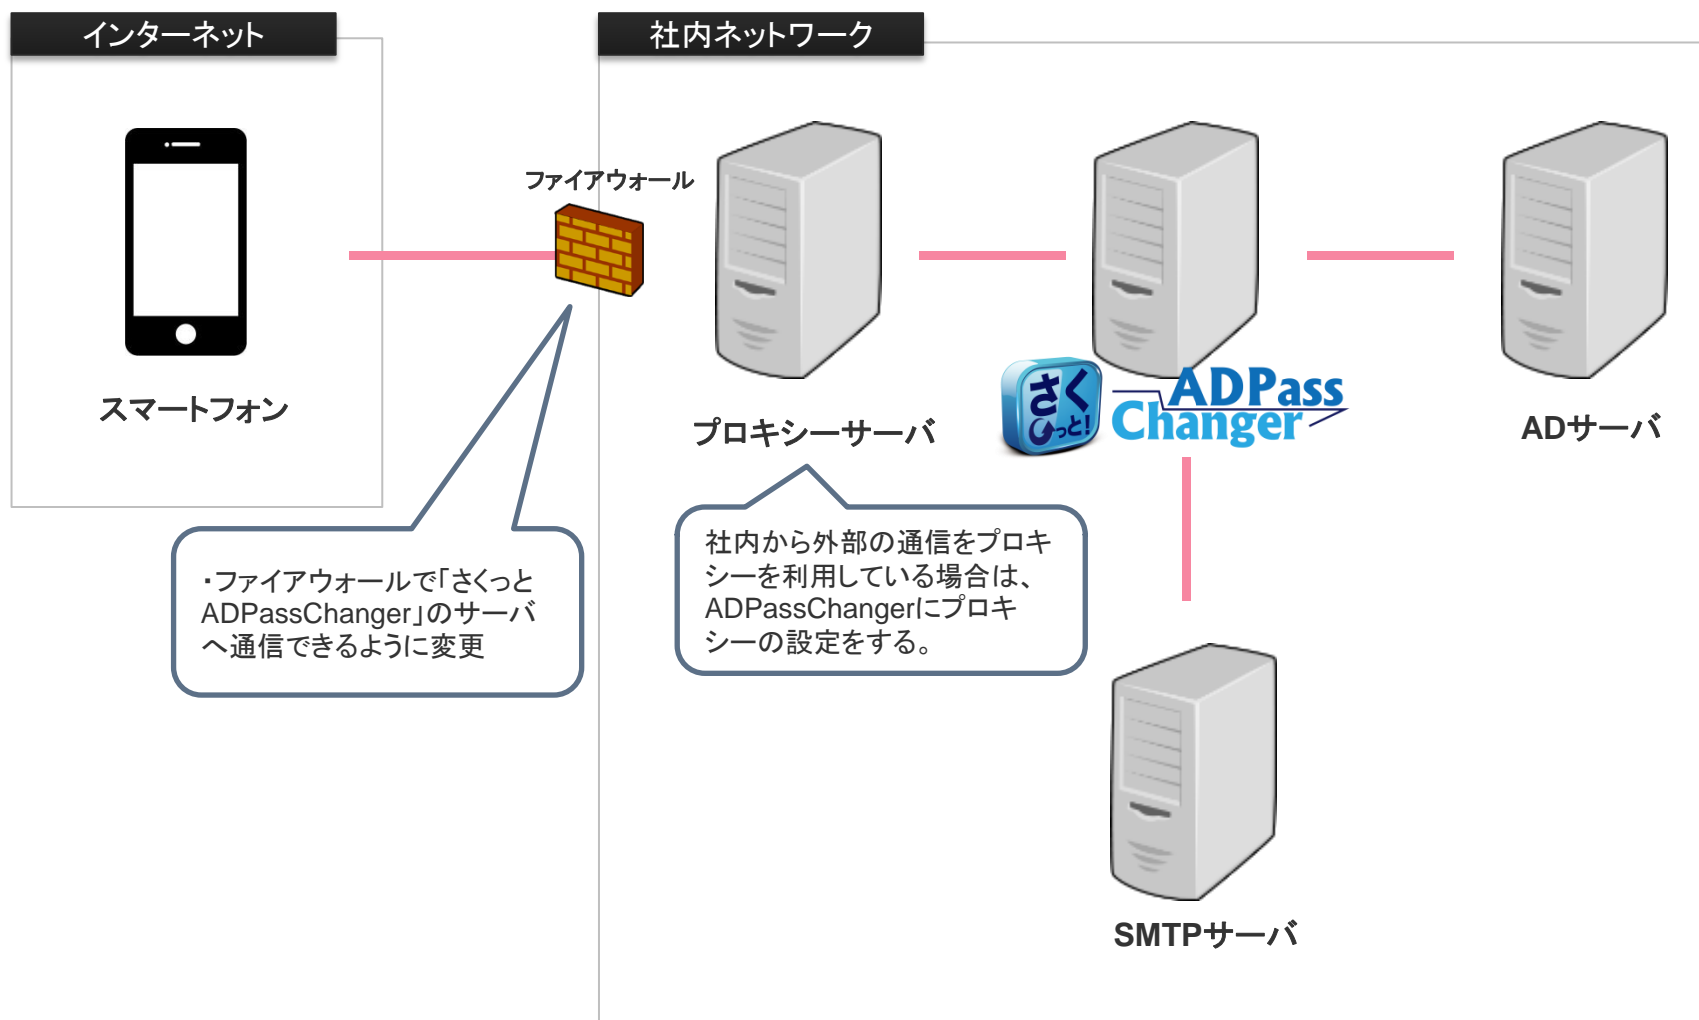 インターネット
社内ネットワーク
ファイアウォール
スマートフォン
プロキシーサーバ
さくっと!
ADPass
Changer
ADサーバ
・ファイアウォールで「さくっと
ADPassChanger」のサーバ
へ通信できるように変更
社内から外部の通信をプロキ
シーを利用している場合は、
ADPassChangerにプロキ
シーの設定をする。
SMTPサーバ